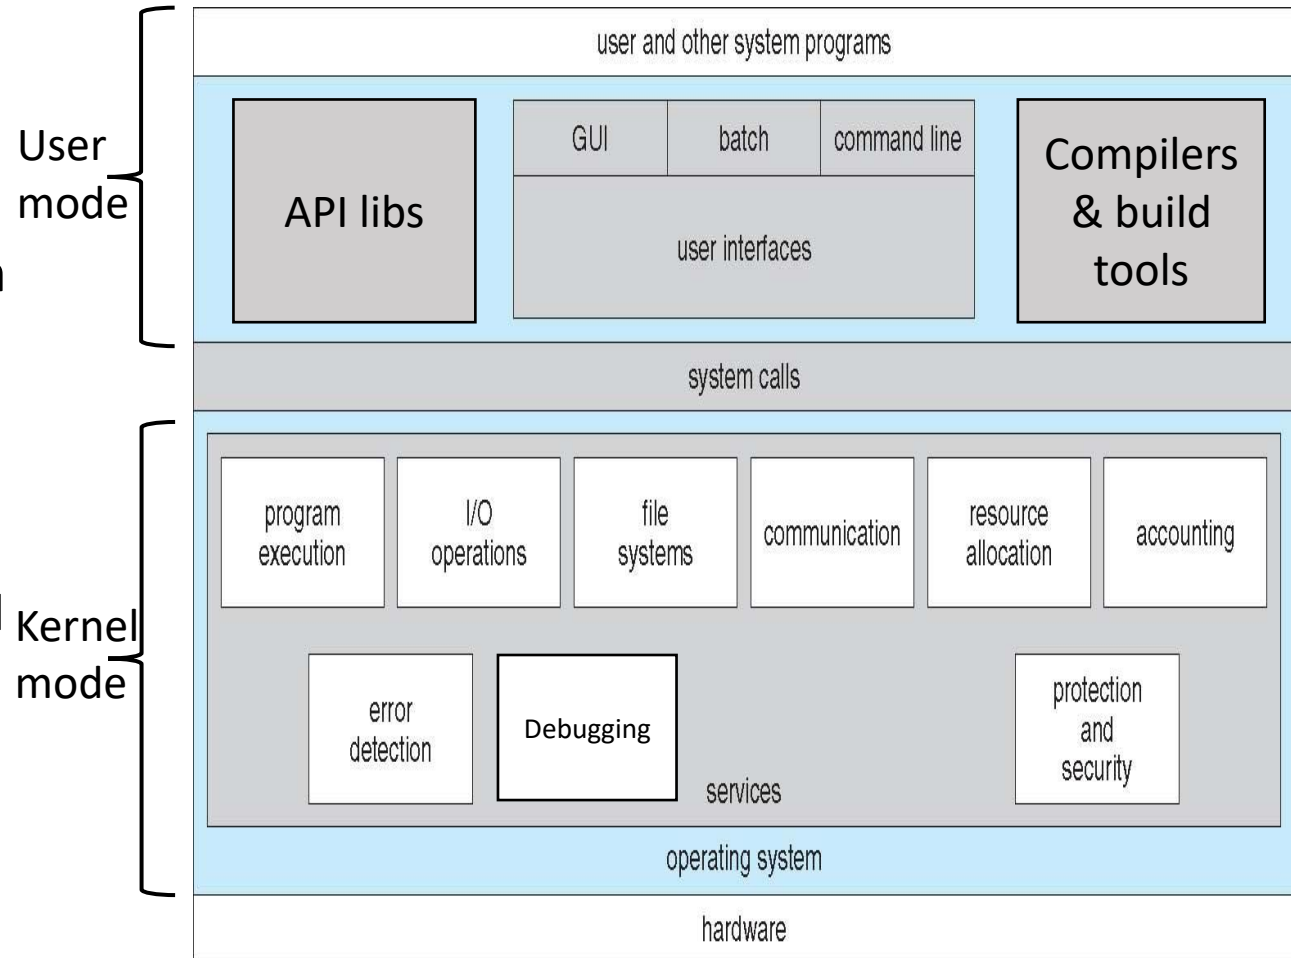 user and other system programs
User
mode
API libs
GUI
batch
command line
user interfaces
Compilers
& build
tools
system calls
Kernel
mode
program
execution
I/O
operations
file
systems
communication
resource
allocation
accounting
error
detection
Debugging
protection
and
security
services
operating system
hardware